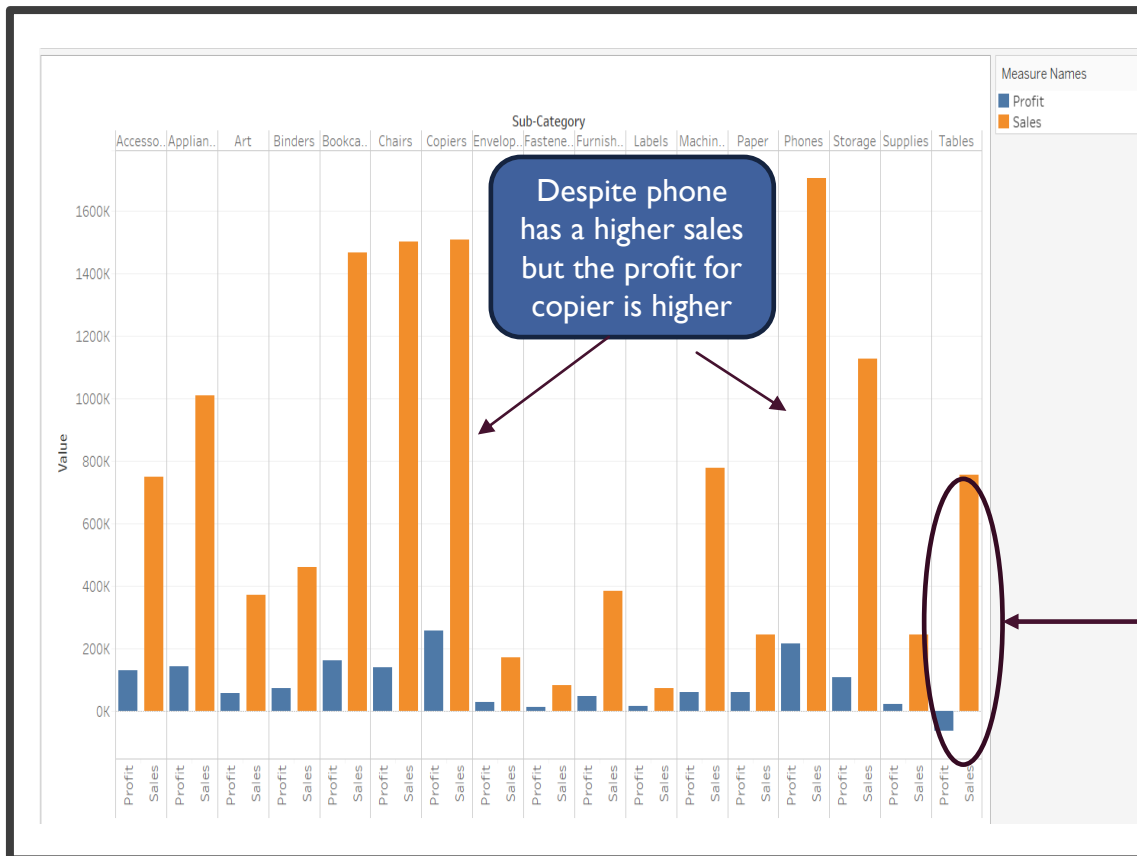 Measure Names
Profit
Sales
Sub-Category
Accesso.. Applian.. Art Binders Bookca.. Chairs Copiers Envelop.. Fastene.. Furnish.. Labels Machin.. Paper Phones Storage Supplies Tables
Despite phone
has a higher sales
but the profit for
copier is higher
Value
1600K
1400K
1200K
1000K
800K
600K
400K
200K
0K
Profit Sales Profit Sales Profit Sales Profit Sales Profit Sales Profit Sales Profit Sales Profit Sales Profit Sales Profit Sales Profit Sales Profit Sales Profit Sales Profit Sales Profit Sales Profit Sales Profit Sales